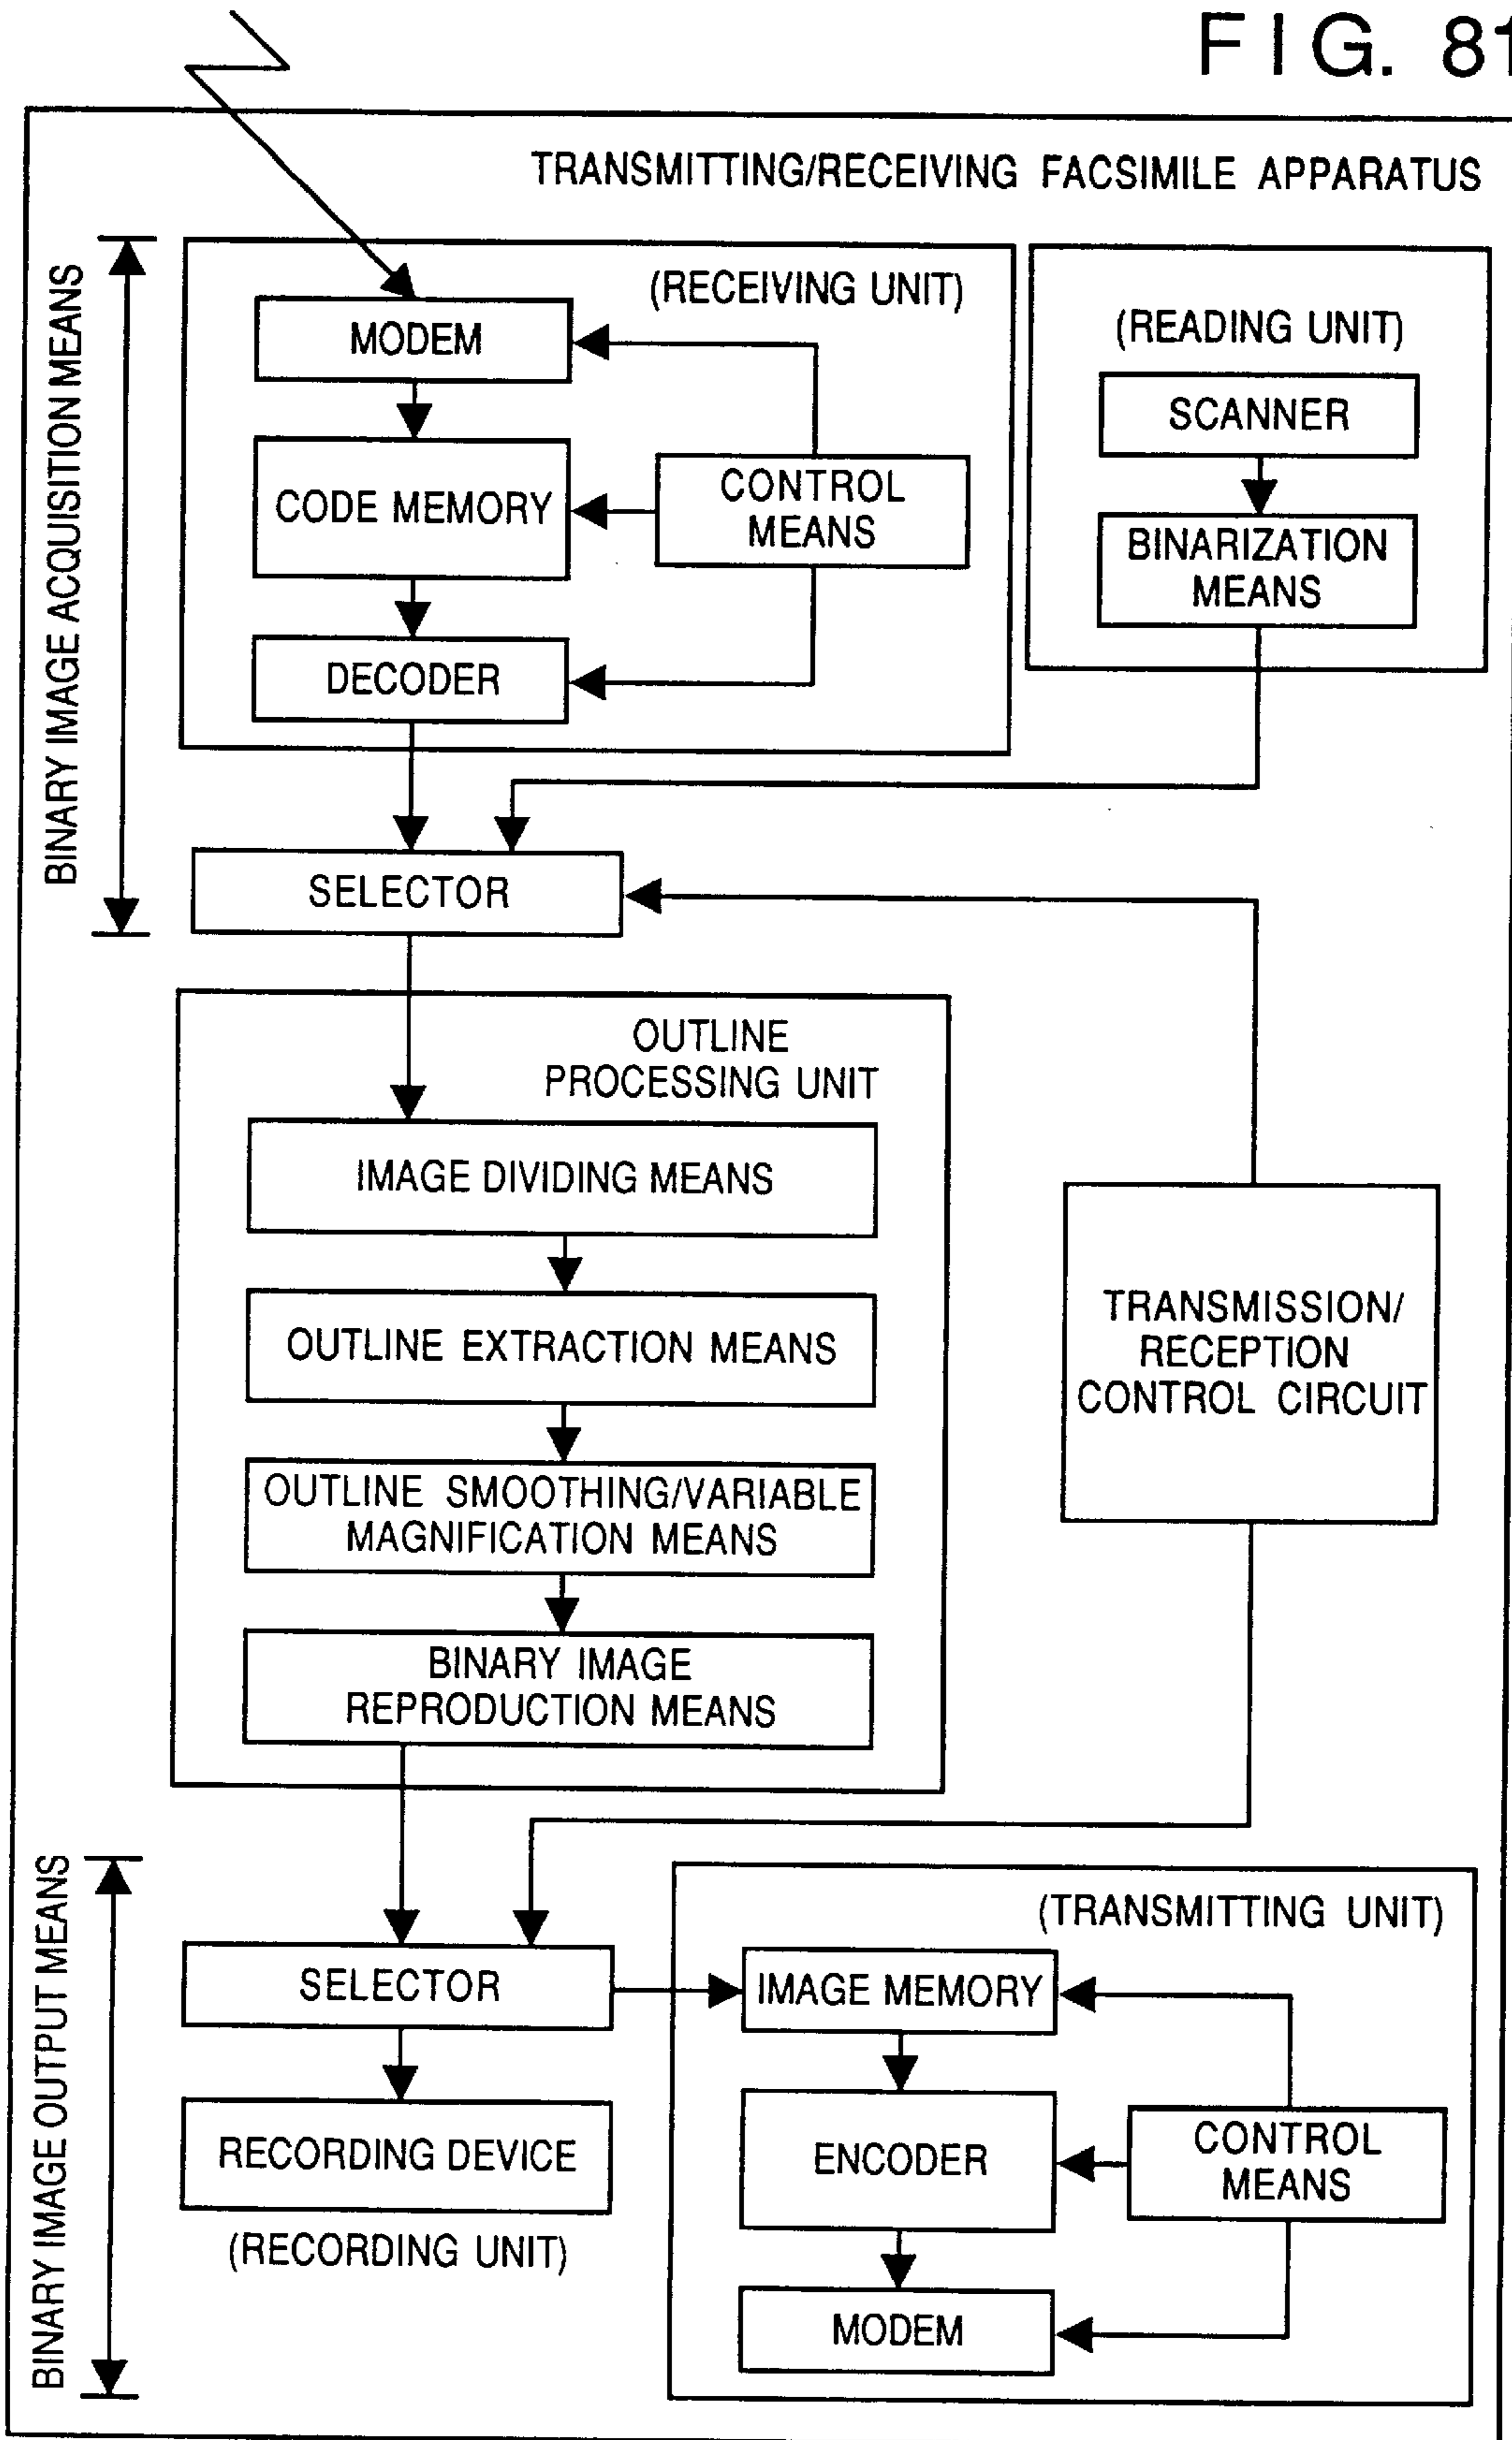 FIG. 81
TRANSMITTING/RECEIVING FACSIMILE APPARATUS
BINARY IMAGE ACQUISITION MEANS
(RECEIVING UNIT)
MODEM
CODE MEMORY
CONTROL
MEANS
DECODER
(READING UNIT)
SCANNER
BINARIZATION
MEANS
SELECTOR
OUTLINE
PROCESSING UNIT
IMAGE DIVIDING MEANS
OUTLINE EXTRACTION MEANS
OUTLINE SMOOTHING/VARIABLE
MAGNIFICATION MEANS
BINARY IMAGE
REPRODUCTION MEANS
TRANSMISSION/
RECEPTION
CONTROL CIRCUIT
BINARY IMAGE OUTPUT MEANS
SELECTOR
RECORDING DEVICE
(RECORDING UNIT)
(TRANSMITTING UNIT)
IMAGE MEMORY
ENCODER
CONTROL
MEANS
MODEM